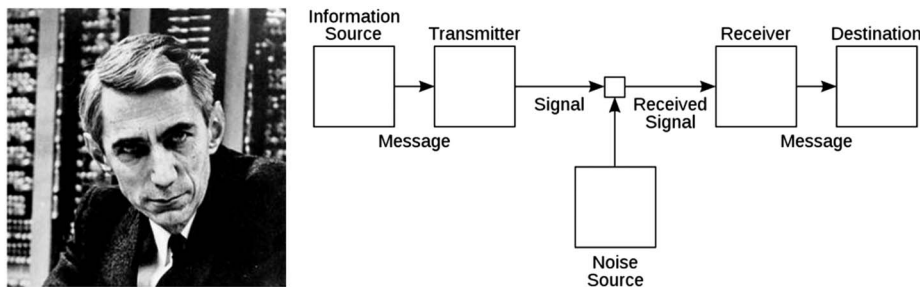 Information
Source
Transmitter
Receiver
Destination
Signal
Received
Signal
Message
Message
Noise
Source